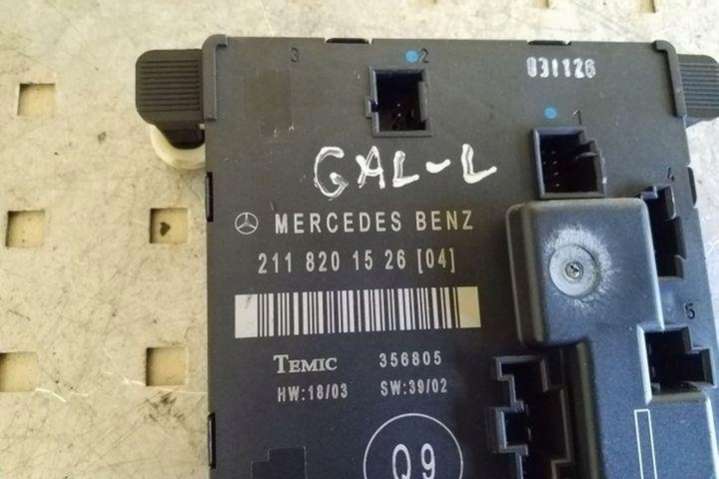 3 2 031126
1
GAL-L
4
MERCEDES BENZ
211 820 15 26 [04]
5
TEMIC 356805
HW:18/03 SW:39/02
Q9